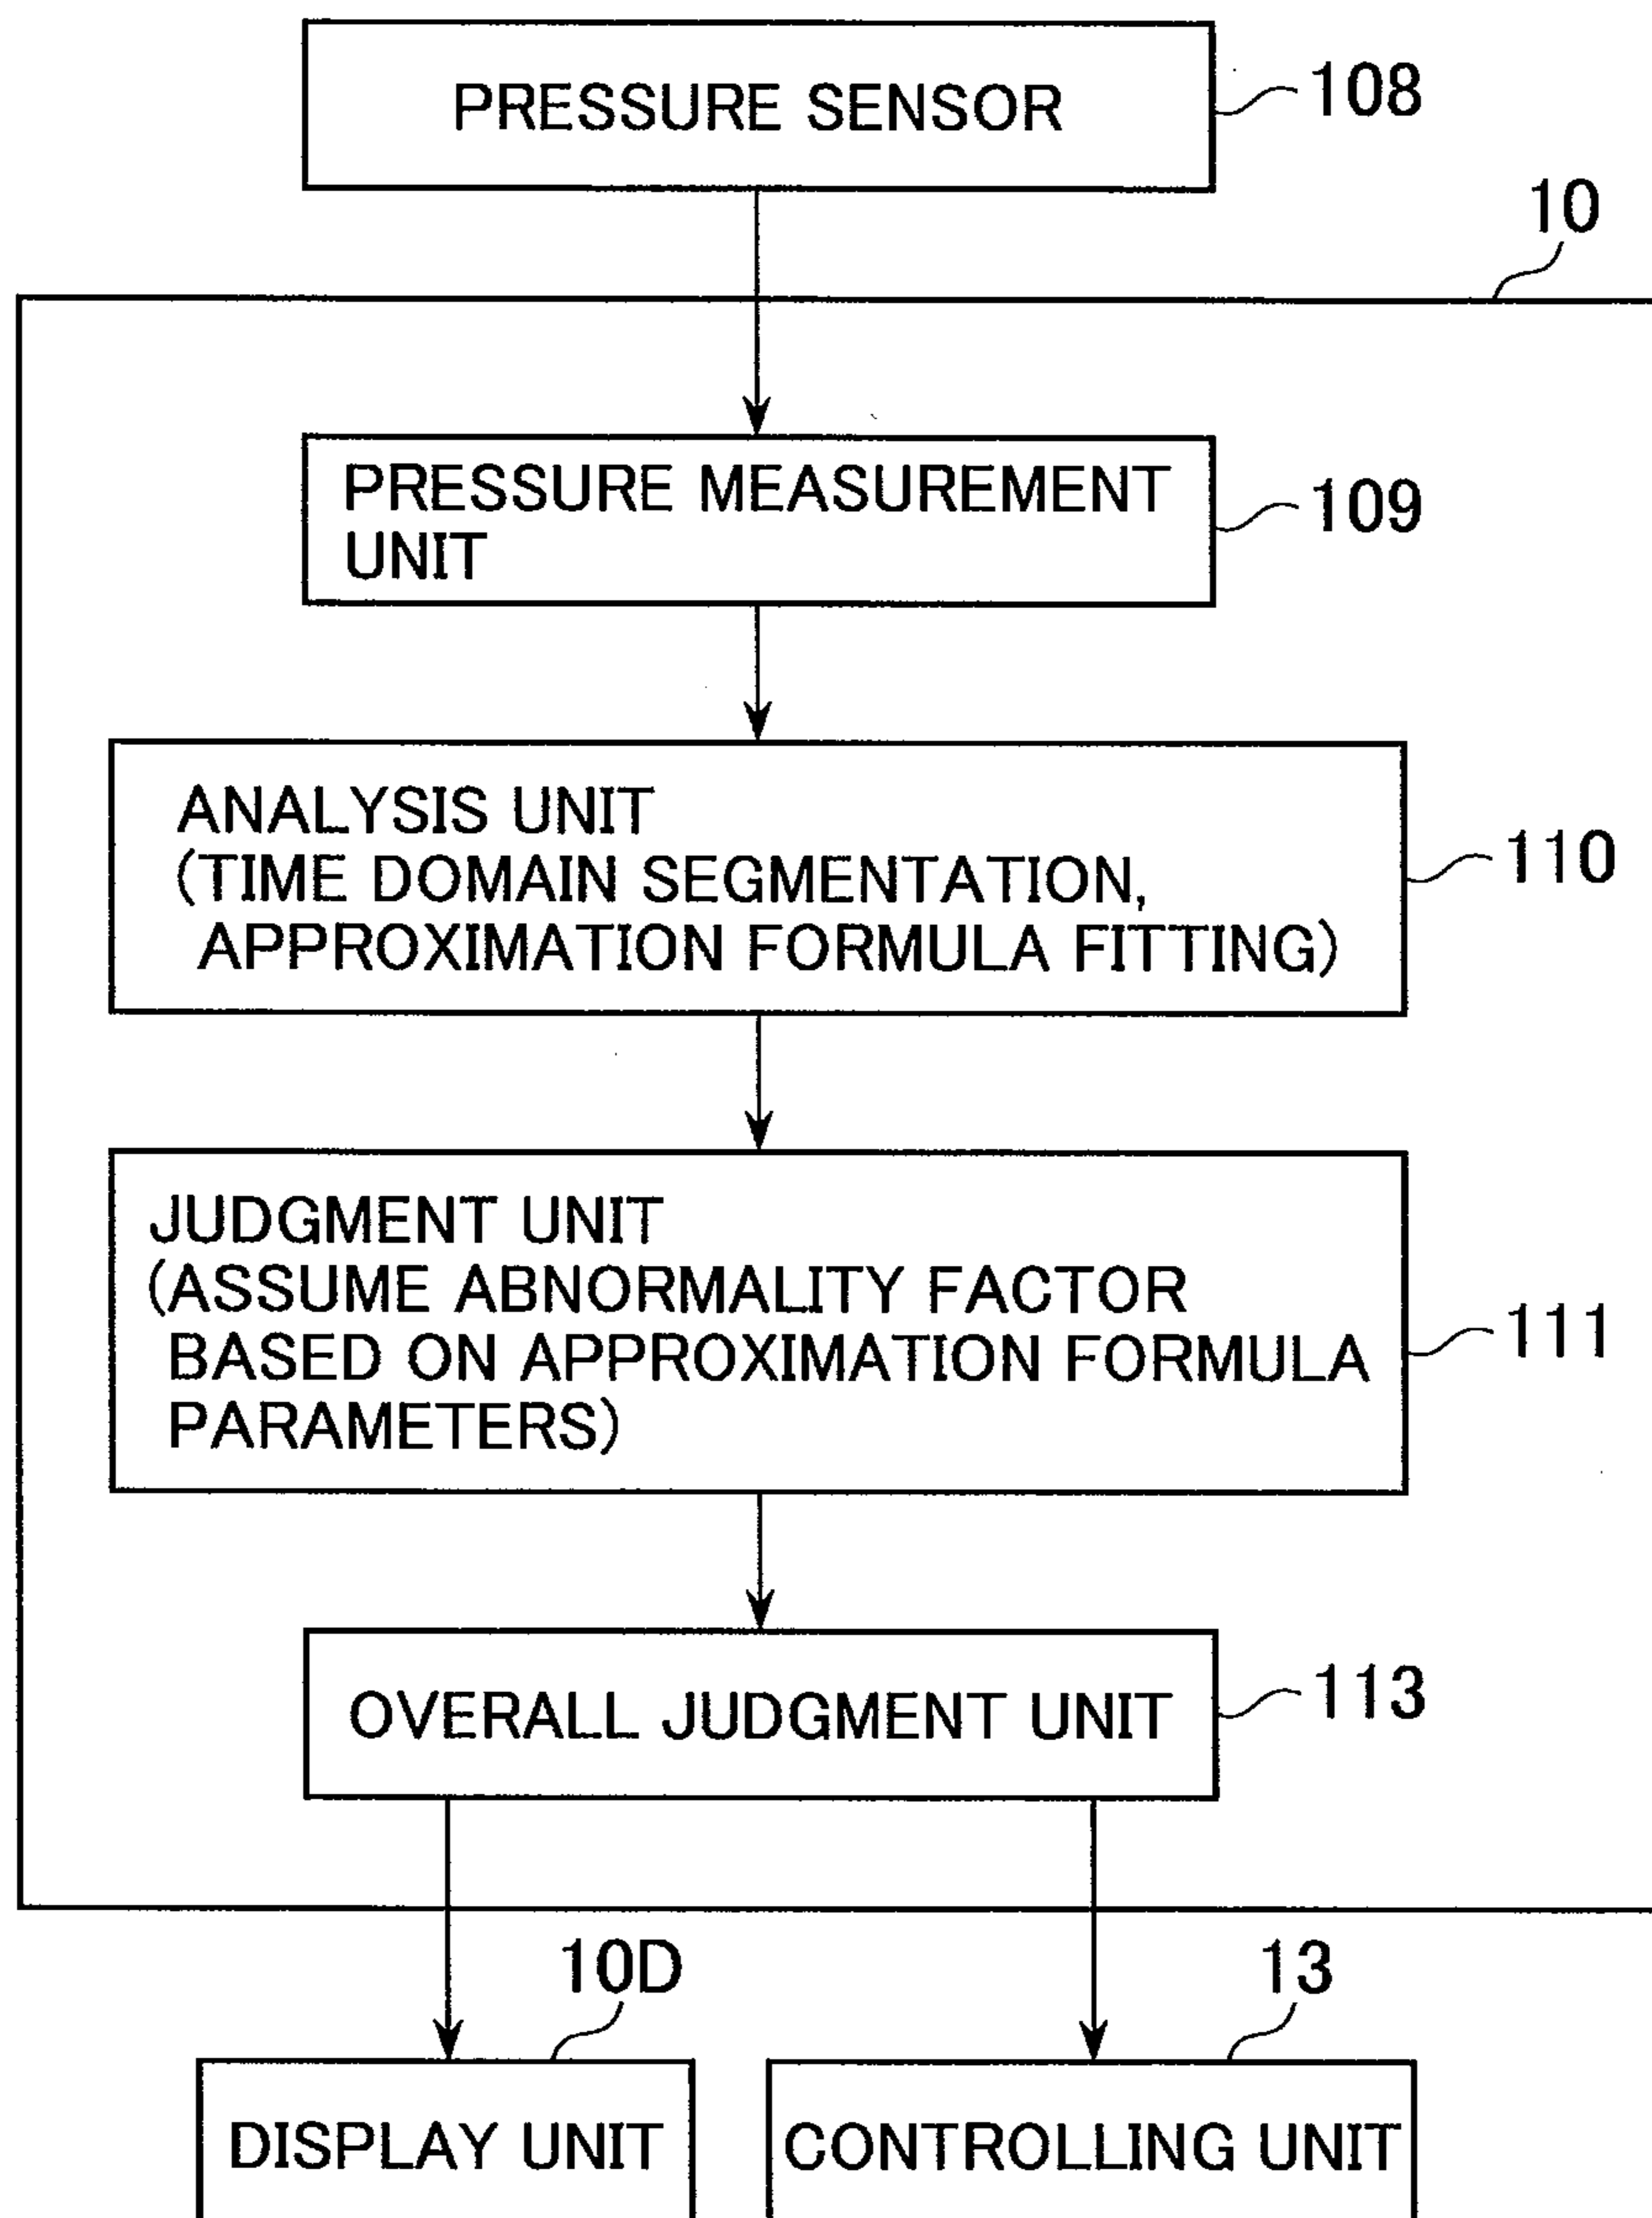 PRESSURE SENSOR
108
10
PRESSURE MEASUREMENT
UNIT
109
ANALYSIS UNIT
(TIME DOMAIN SEGMENTATION,
APPROXIMATION FORMULA FITTING)
110
JUDGMENT UNIT
(ASSUME ABNORMALITY FACTOR
BASED ON APPROXIMATION FORMULA
PARAMETERS)
111
OVERALL JUDGMENT UNIT
113
10D
13
DISPLAY UNIT
CONTROLLING UNIT